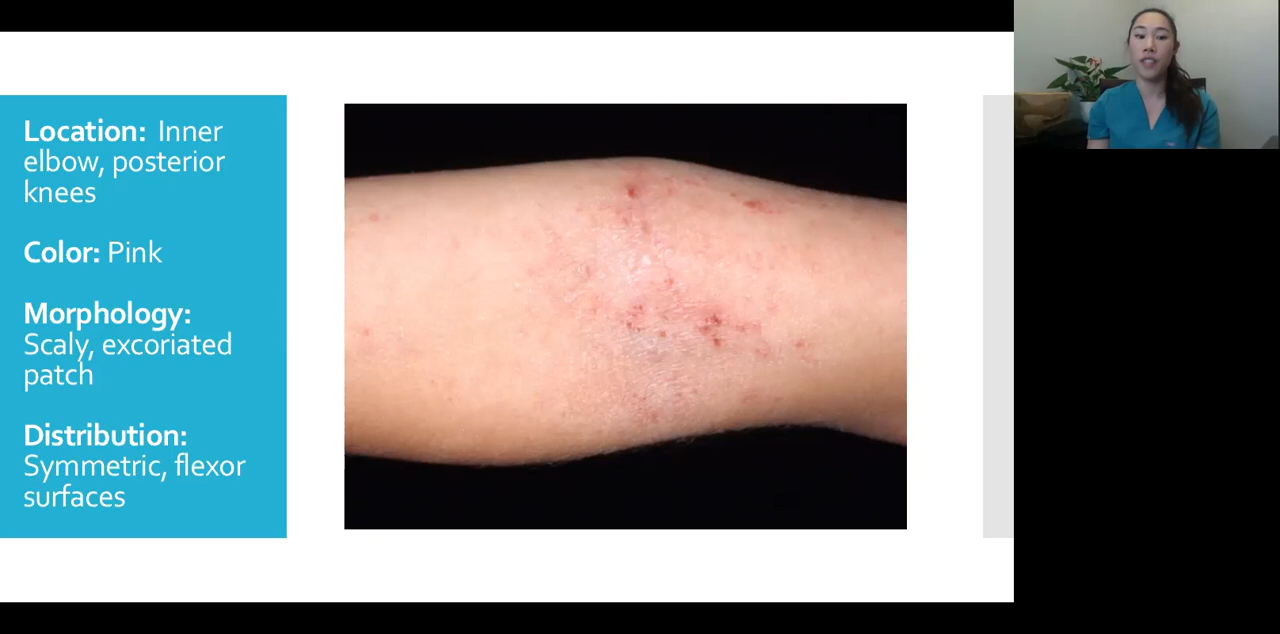 Location: Inner
elbow, posterior
knees
Color: Pink
Morphology:
Scaly, excoriated
patch
Distribution:
Symmetric, flexor
surfaces